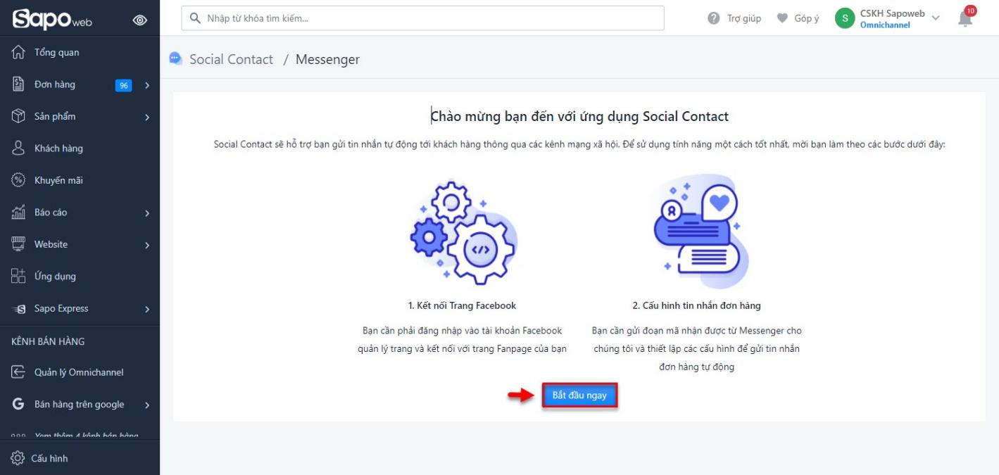 Sapo web
Nhập từ khóa tìm kiếm...
Trợ giúp
Góp ý
S
CSKH Sapoweb
Omnichannel
10
Tổng quan
Đơn hàng 96
Sản phẩm
Khách hàng
Khuyến mãi
Báo cáo
Website
Ứng dụng
Sapo Express
KÊNH BÁN HÀNG
Quản lý Omnichannel
Bán hàng trên google
Xem thêm 4 kênh bán hàng
Cấu hình
Social Contact / Messenger
Chào mừng bạn đến với ứng dụng Social Contact
Social Contact sẽ hỗ trợ bạn gửi tin nhắn tự động tới khách hàng thông qua các kênh mạng xã hội. Để sử dụng tính năng một cách tốt nhất, mời bạn làm theo các bước dưới đây:
1. Kết nối Trang Facebook
Bạn cần phải đăng nhập vào tài khoản Facebook
quản lý trang và kết nối với trang Fanpage của bạn
2. Cấu hình tin nhắn đơn hàng
Bạn cần gửi đoạn mã nhận được từ Messenger cho
chúng tôi và thiết lập các cấu hình để gửi tin nhắn
đơn hàng tự động
Bắt đầu ngay